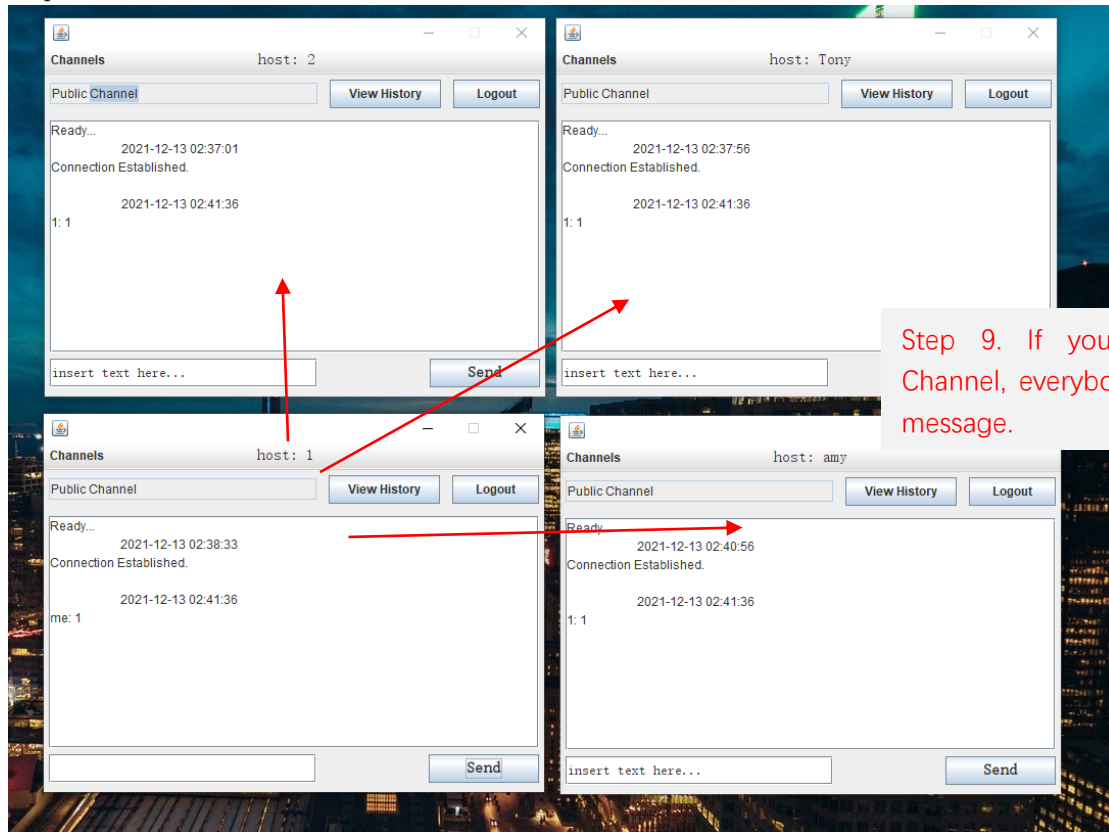 Channels host: 2
Public Channel View History Logout
Ready...
2021-12-13 02:37:01
Connection Established.
2021-12-13 02:41:36
1: 1
insert text here... Send
Channels host: Tony
Public Channel View History Logout
Ready...
2021-12-13 02:37:56
Connection Established.
2021-12-13 02:41:36
1: 1
insert text here...
Step 9. If you
Channel, everybo
message.
Channels host: 1
Public Channel View History Logout
Ready...
2021-12-13 02:38:33
Connection Established.
2021-12-13 02:41:36
me: 1
Send
Channels host: amy
Public Channel View History Logout
Ready...
2021-12-13 02:40:56
Connection Established.
2021-12-13 02:41:36
1: 1
insert text here... Send